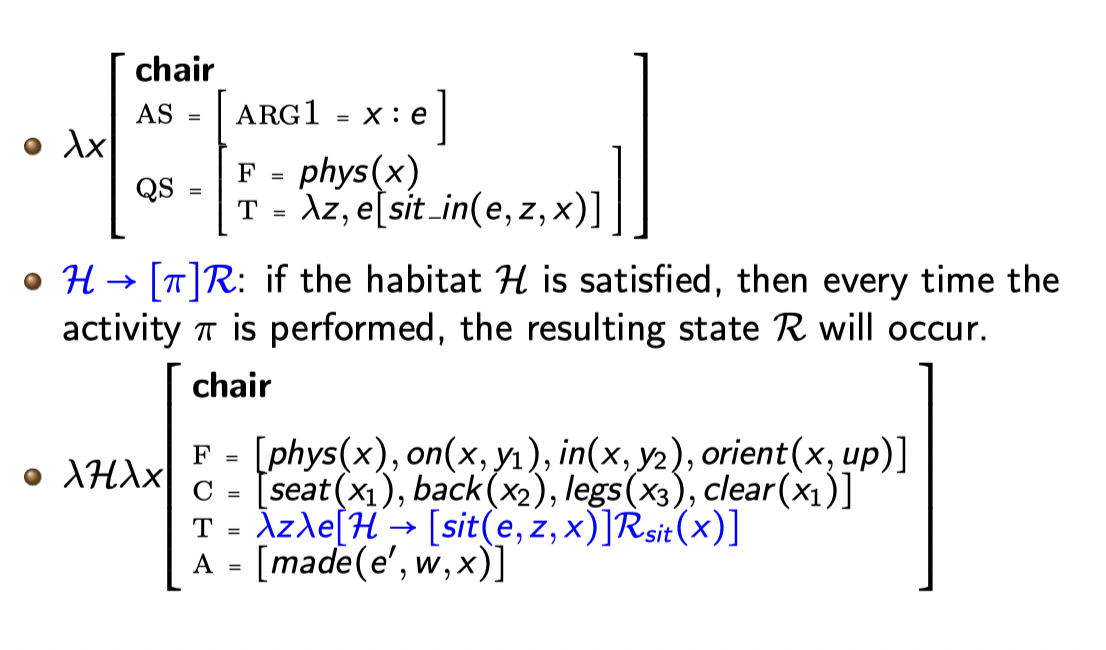 • λx[ chair
AS = [ ARG1 = x : e ]
QS = [ F = phys(x)
T = λz, e[sit_in(e, z, x)] ] ]
• ℋ → [π]ℛ: if the habitat ℋ is satisfied, then every time the
activity π is performed, the resulting state ℛ will occur.
• λℋλx[ chair
F = [phys(x), on(x, y₁), in(x, y₂), orient(x, up)]
C = [seat(x₁), back(x₂), legs(x₃), clear(x₁)]
T = λzλe[ℋ → [sit(e, z, x)]ℛ_sit(x)]
A = [made(e′, w, x)] ]